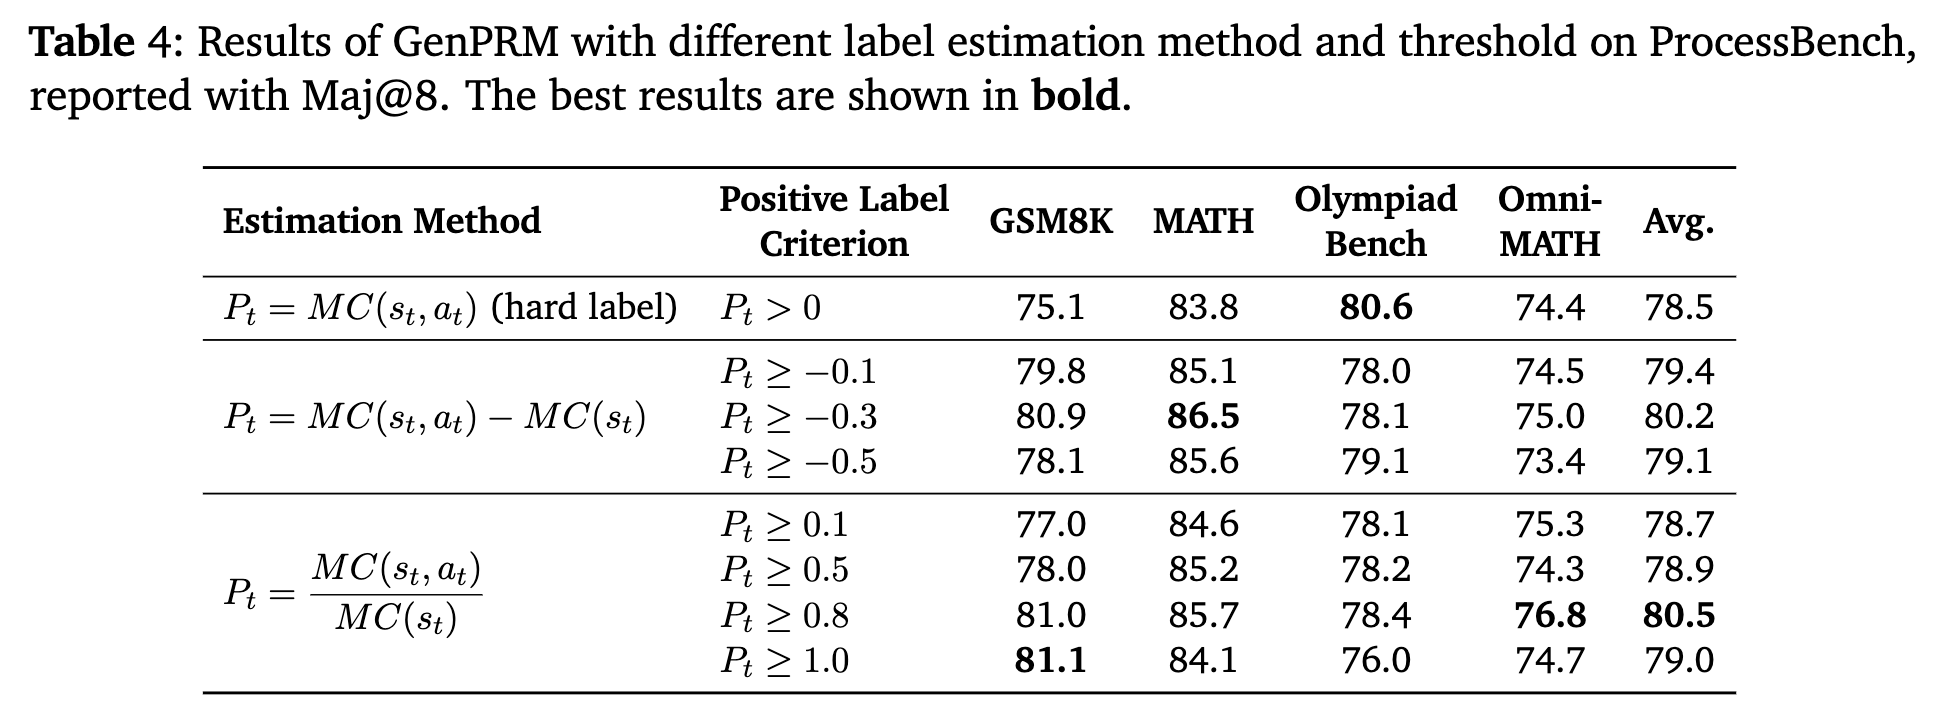 Table 4: Results of GenPRM with different label estimation method and threshold on ProcessBench,
reported with Maj@8. The best results are shown in bold.
Estimation Method Positive Label Criterion GSM8K MATH Olympiad Bench Omni-MATH Avg.
P_t = MC(s_t, a_t) (hard label) P_t > 0 75.1 83.8 80.6 74.4 78.5
P_t ≥ −0.1 79.8 85.1 78.0 74.5 79.4
P_t = MC(s_t, a_t) − MC(s_t) P_t ≥ −0.3 80.9 86.5 78.1 75.0 80.2
P_t ≥ −0.5 78.1 85.6 79.1 73.4 79.1
P_t ≥ 0.1 77.0 84.6 78.1 75.3 78.7
P_t ≥ 0.5 78.0 85.2 78.2 74.3 78.9
P_t = MC(s_t, a_t) / MC(s_t) P_t ≥ 0.8 81.0 85.7 78.4 76.8 80.5
P_t ≥ 1.0 81.1 84.1 76.0 74.7 79.0